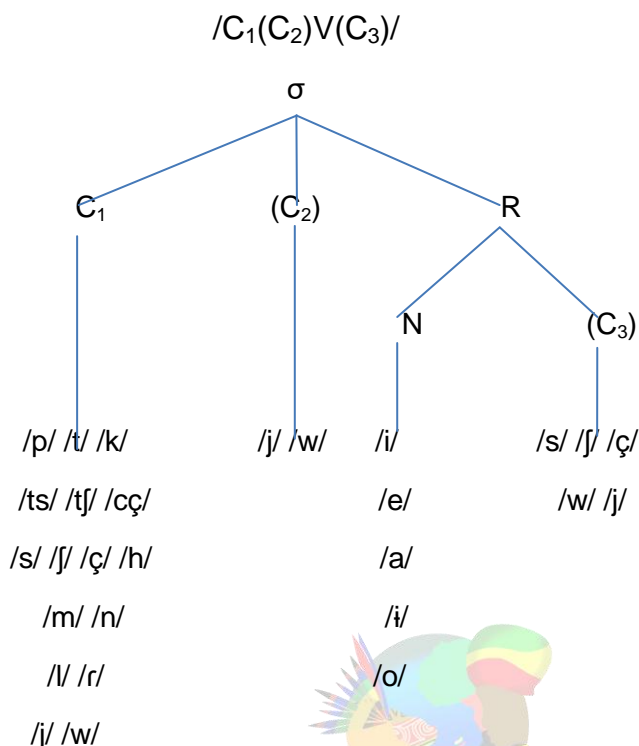 /C₁(C₂)V(C₃)/
σ
C₁ (C₂) R
N (C₃)
/p/ /t/ /k/ /j/ /w/ /i/ /s/ /ʃ/ /ç/
/ts/ /tʃ/ /cç/ /e/ /w/ /j/
/s/ /ʃ/ /ç/ /h/ /a/
/m/ /n/ /ɨ/
/l/ /ɾ/ /o/
/j/ /w/